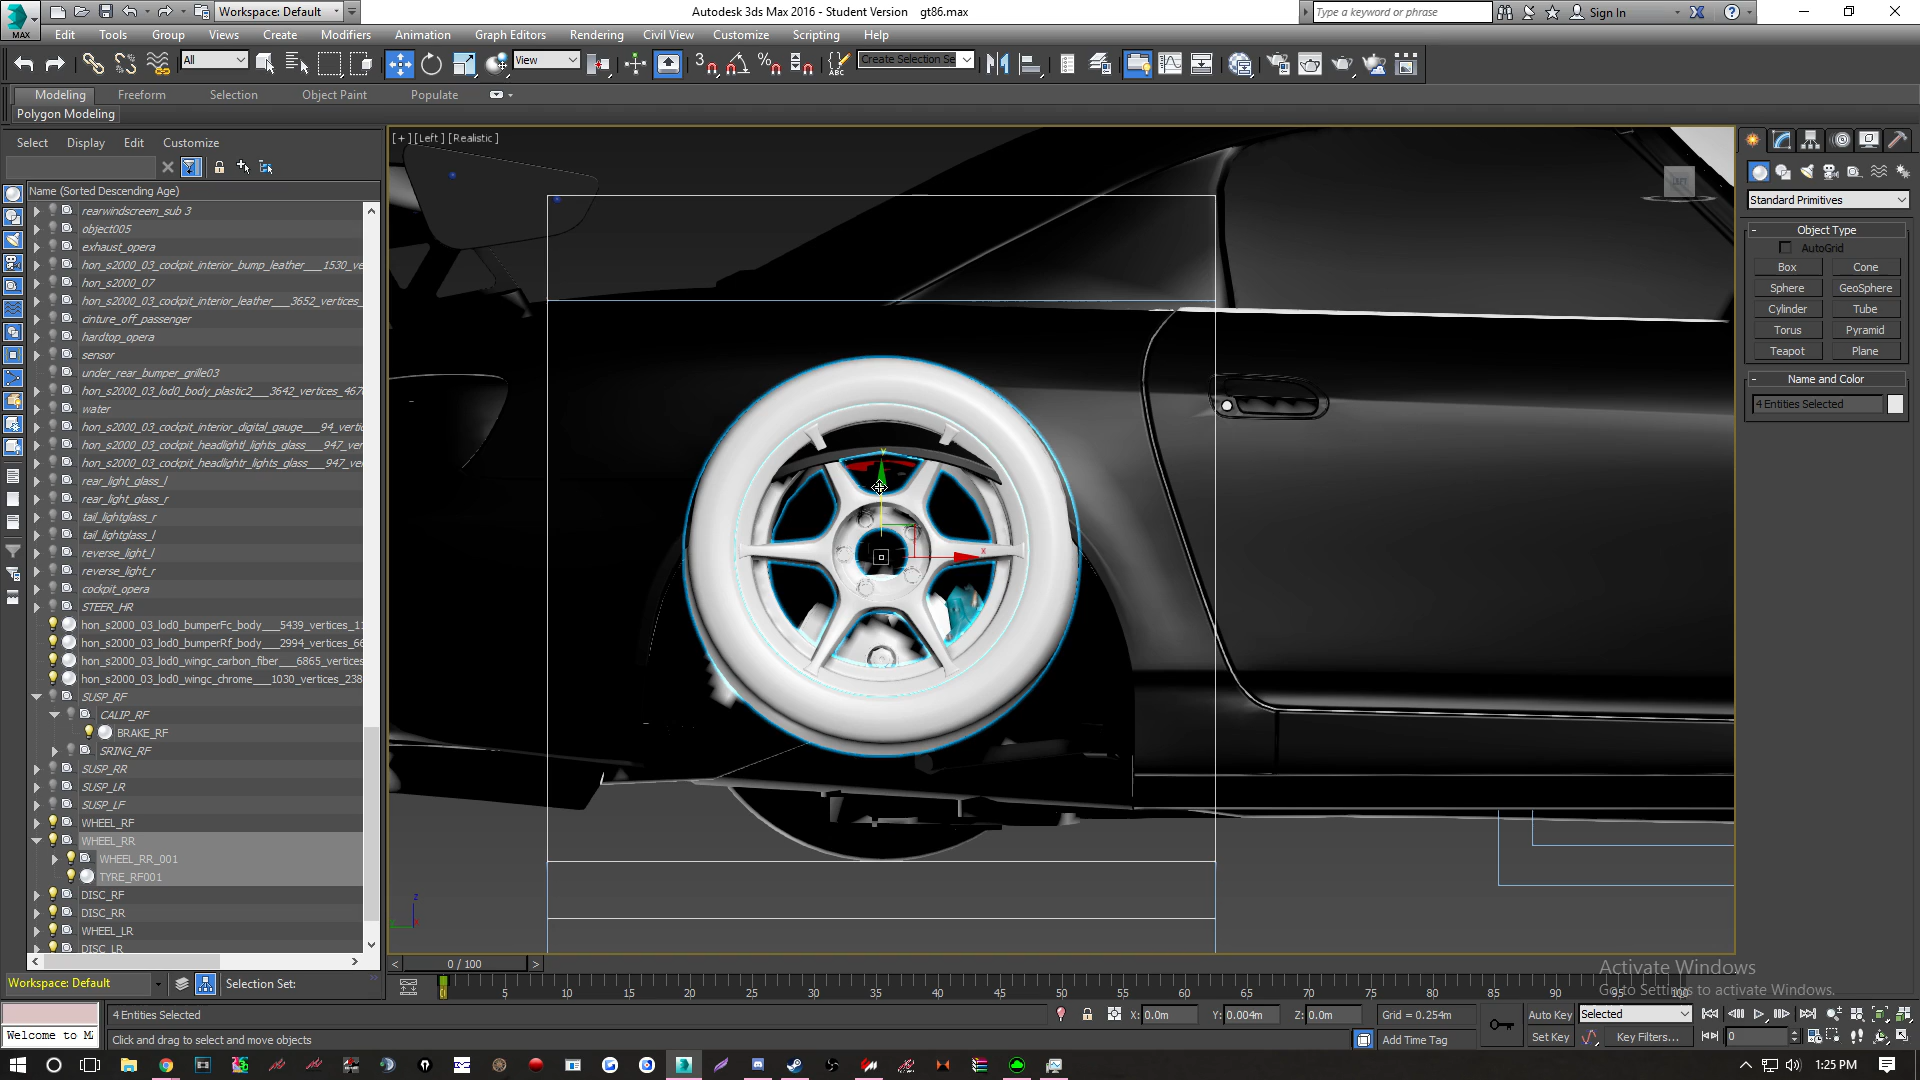 Workspace: Default
Autodesk 3ds Max 2016 - Student Version gt86.max
Type a keyword or phrase
Sign In
MAX
Edit Tools Group Views Create Modifiers Animation Graph Editors Rendering Civil View Customize Scripting Help
All
View
3
ABC
Create Selection Se
Modeling Freeform Selection Object Paint Populate
Polygon Modeling
Select Display Edit Customize
[+] [Left] [Realistic]
Name (Sorted Descending Age)
rearwindscreem_sub 3
object005
exhaust_opera
hon_s2000_03_cockpit_interior_bump_leather___1530_ve
hon_s2000_07
hon_s2000_03_cockpit_interior_leather___3652_vertices_
cinture_off_passenger
hardtop_opera
sensor
under_rear_bumper_grille03
hon_s2000_03_lod0_body_plastic2___3642_vertices_467
water
hon_s2000_03_cockpit_interior_digital_gauge___94_verti
hon_s2000_03_cockpit_headlightl_lights_glass___947_ver
hon_s2000_03_cockpit_headlightr_lights_glass___947_ver
rear_light_glass_l
rear_light_glass_r
tail_lightglass_r
tail_lightglass_l
reverse_light_l
reverse_light_r
cockpit_opera
STEER_HR
hon_s2000_03_lod0_bumperFc_body___5439_vertices_11
hon_s2000_03_lod0_bumperRf_body___2994_vertices_66
hon_s2000_03_lod0_wingc_carbon_fiber___6865_vertices
hon_s2000_03_lod0_wingc_chrome___1030_vertices_238
SUSP_RF
CALIP_RF
BRAKE_RF
SRING_RF
SUSP_RR
SUSP_LR
SUSP_LF
WHEEL_RF
WHEEL_RR
WHEEL_RR_001
TYRE_RF001
DISC_RF
DISC_RR
WHEEL_LR
DISC_LR
y
x
z
Standard Primitives
Object Type
AutoGrid
Box Cone
Sphere GeoSphere
Cylinder Tube
Torus Pyramid
Teapot Plane
Name and Color
4 Entities Selected
0 / 100
Workspace: Default
Selection Set:
0 5 10 15 20 25 30 35 40 45 50 55 60 65 70 75 80 85 90 95 100
Activate Windows
Go to Settings to activate Windows.
4 Entities Selected
X: 0.0m Y: 0.004m Z: 0.0m Grid = 0.254m
Auto Key Selected
Welcome to M
Click and drag to select and move objects
Add Time Tag
Set Key Key Filters... 0
1:25 PM